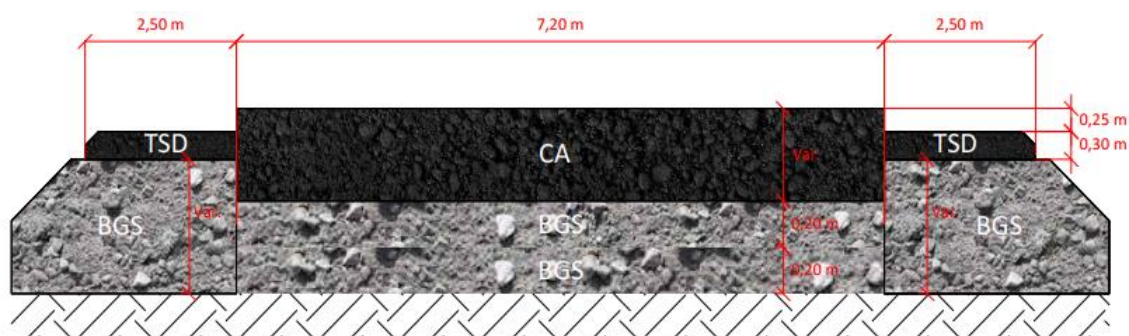 2,50 m
7,20 m
2,50 m
0,25 m
0,30 m
TSD
CA
TSD
Var.
BGS
Var.
BGS
0,20 m
Var.
BGS
BGS
0,20 m